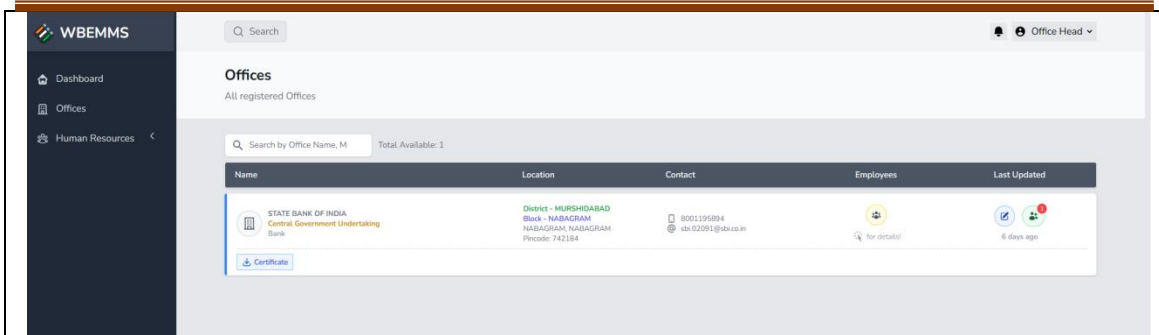 WBEMMS
Search
Office Head
Dashboard
Offices
Human Resources
Offices
All registered Offices
Search by Office Name, M
Total Available: 1
Name Location Contact Employees Last Updated
STATE BANK OF INDIA
Central Government Undertaking
Bank
District - MURSHIDABAD
Block - NABAGRAM
NABAGRAM, NABAGRAM
Pincode: 742184
8001195894
sbi.02091@sbi.co.in
for details!
1
6 days ago
Certificate